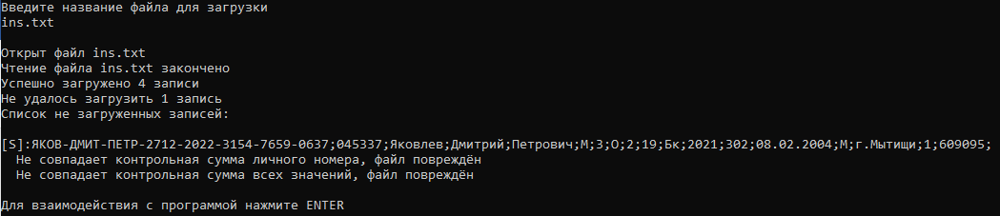 Введите название файла для загрузки
ins.txt
Открыт файл ins.txt
Чтение файла ins.txt закончено
Успешно загружено 4 записи
Не удалось загрузить 1 запись
Список не загруженных записей:
[S]:ЯКОВ-ДМИТ-ПЕТР-2712-2022-3154-7659-0637;045337;Яковлев;Дмитрий;Петрович;М;3;О;2;19;Бк;2021;302;08.02.2004;М;г.Мытищи;1;609095;
Не совпадает контрольная сумма личного номера, файл повреждён
Не совпадает контрольная сумма всех значений, файл повреждён
Для взаимодействия с программой нажмите ENTER